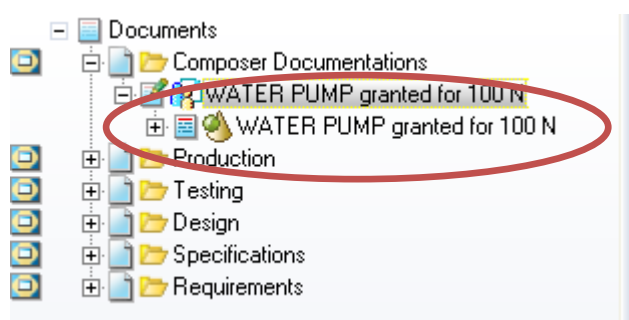 Documents
Composer Documentations
WATER PUMP granted for 100 N
WATER PUMP granted for 100 N
Production
Testing
Design
Specifications
Requirements